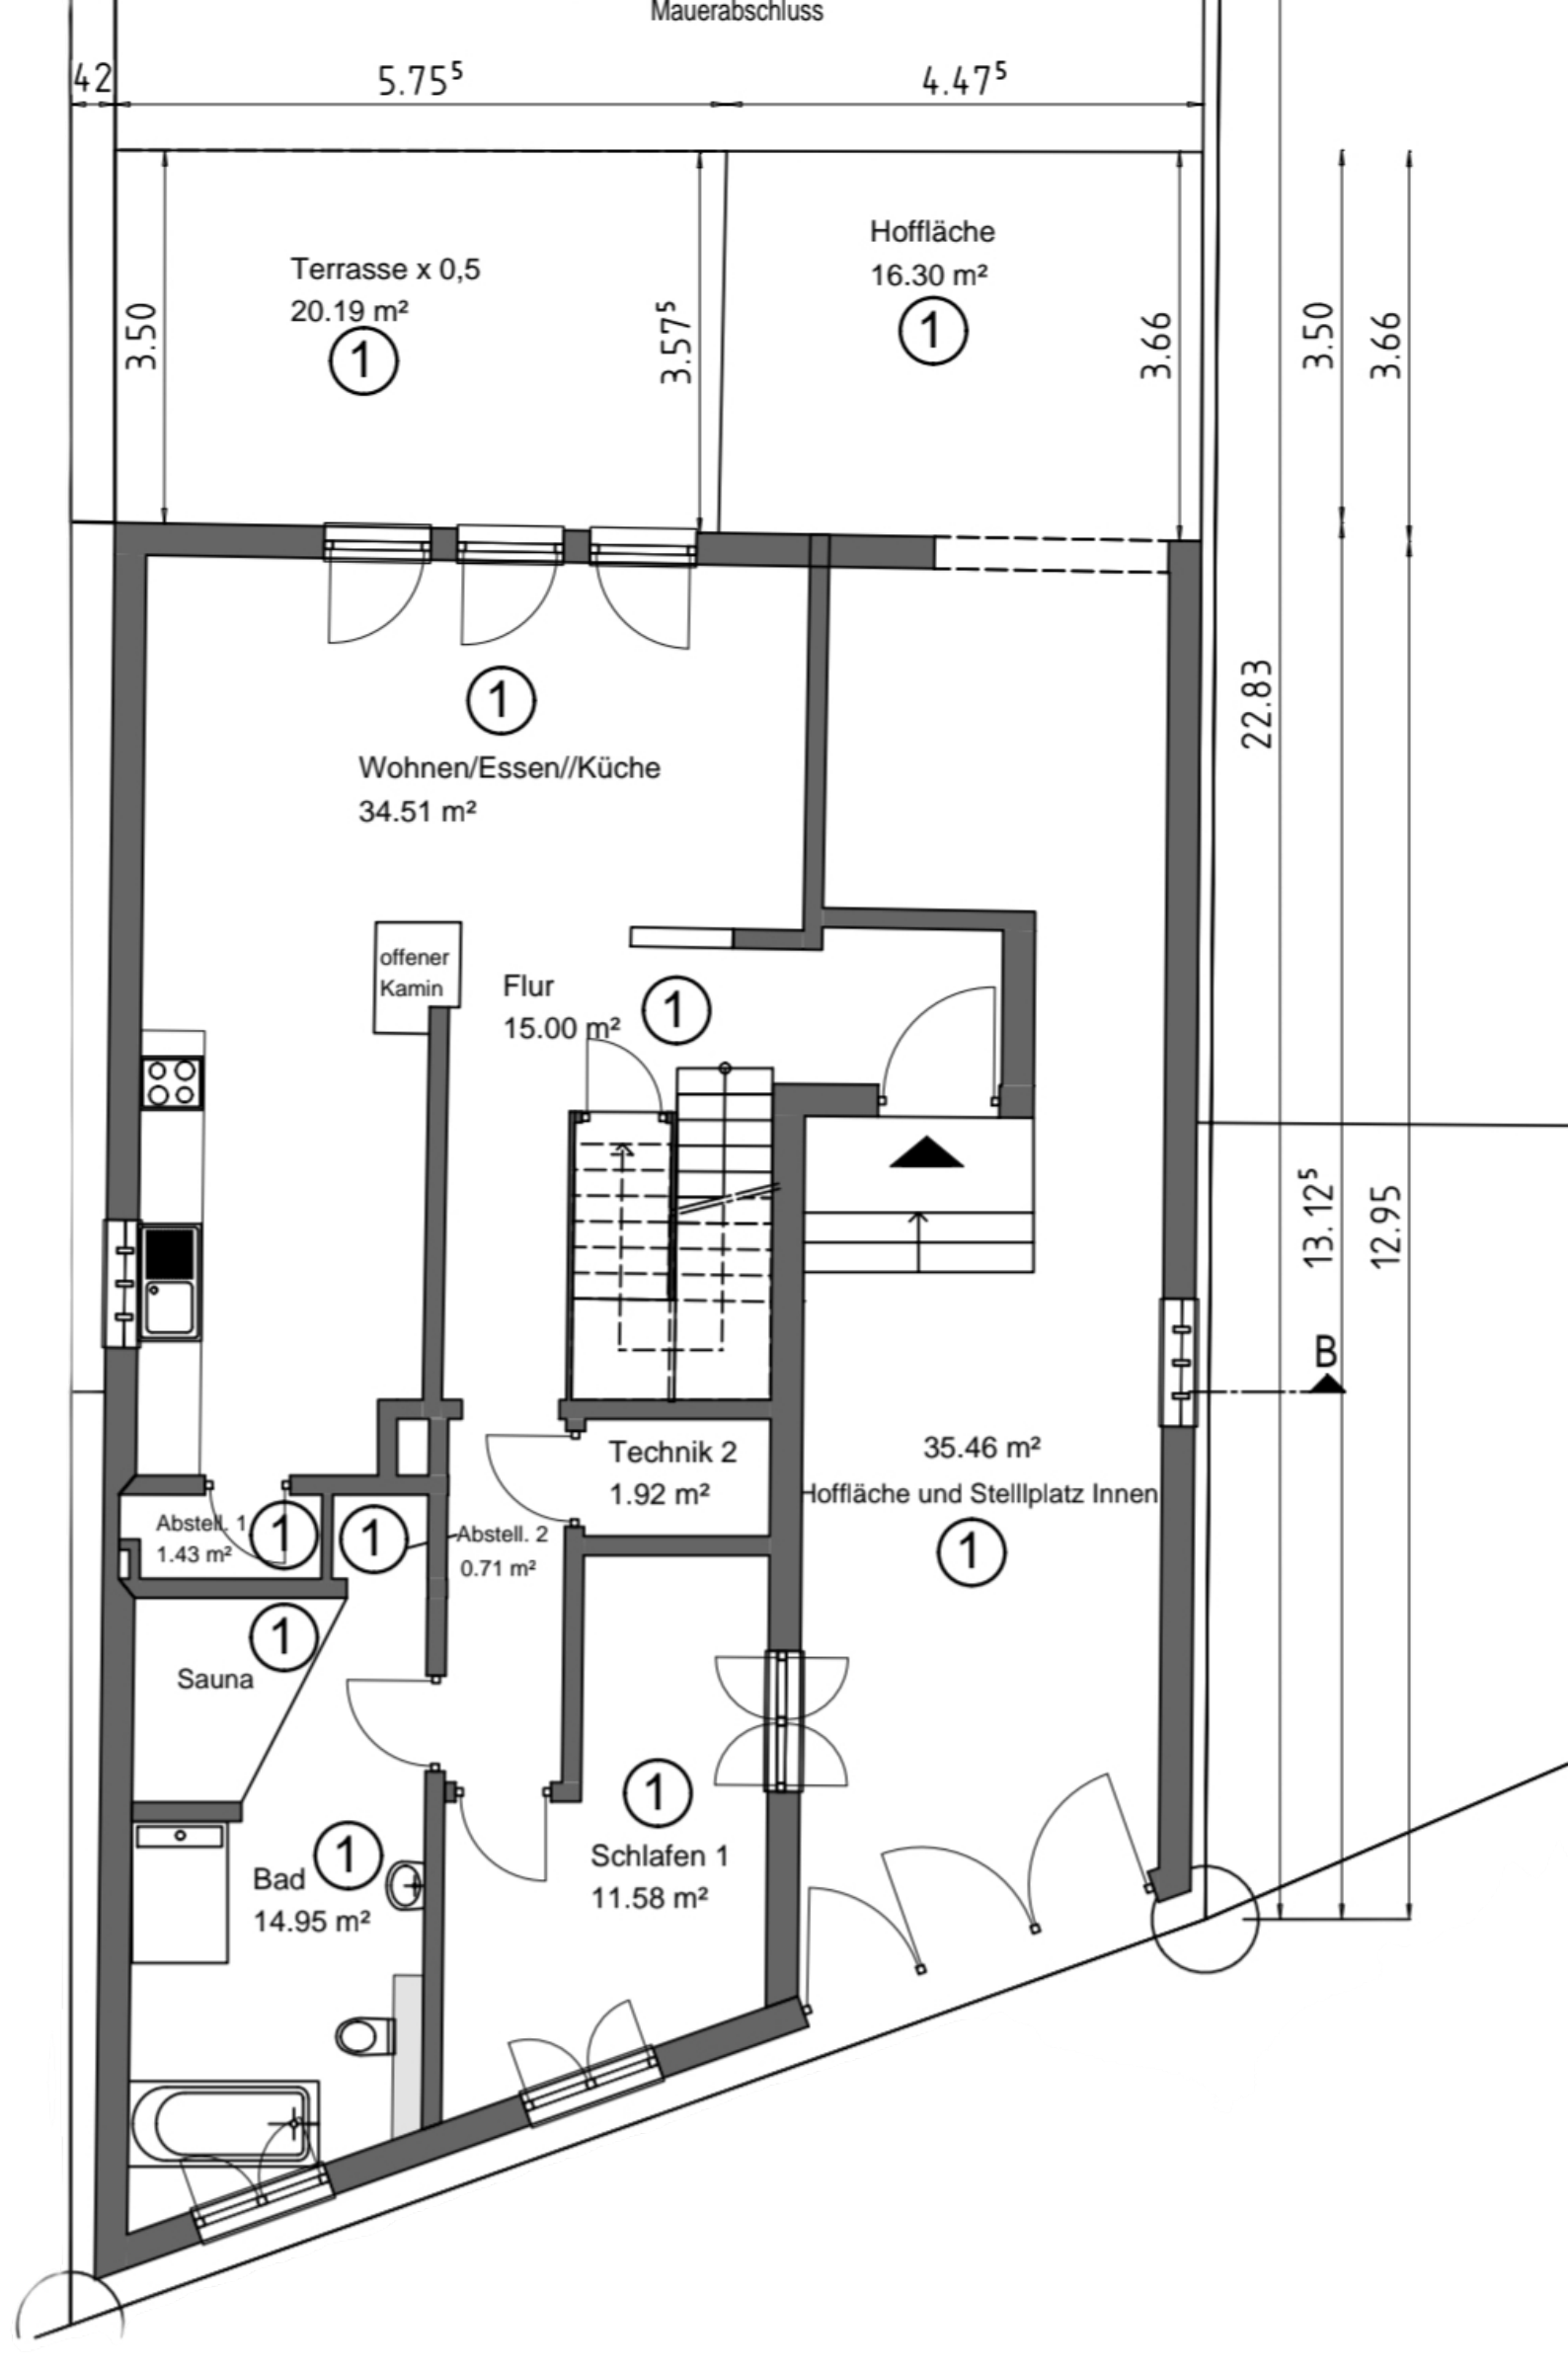 Mauerabschluss
42
5.75⁵
4.47⁵
Terrasse x 0,5
20.19 m²
1
Hoffläche
16.30 m²
1
3.50
3.57⁵
3.66
3.50
3.66
22.83
1
Wohnen/Essen//Küche
34.51 m²
offener
Kamin
Flur
15.00 m²
1
13.12⁵
12.95
B
Technik 2
1.92 m²
35.46 m²
Hoffläche und Stelllplatz Innen
1
Abstell. 1
1.43 m²
1
1
Abstell. 2
0.71 m²
1
Sauna
1
Schlafen 1
11.58 m²
1
Bad
14.95 m²